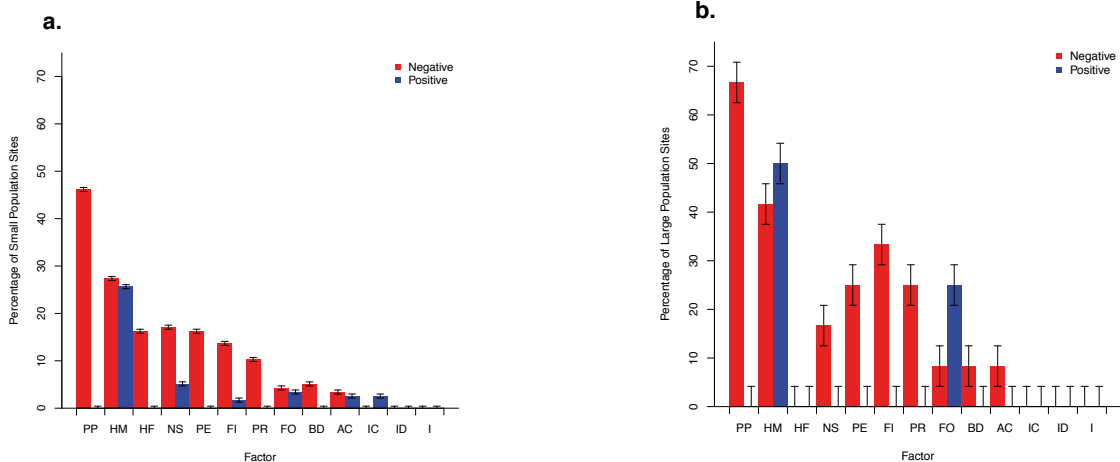 a.
Percentage of Small Population Sites
70
60
50
40
30
20
10
0
Negative
Positive
PP HM HF NS PE FI PR FO BD AC IC ID I
Factor
b.
Percentage of Large Population Sites
70
60
50
40
30
20
10
0
Negative
Positive
PP HM HF NS PE FI PR FO BD AC IC ID I
Factor